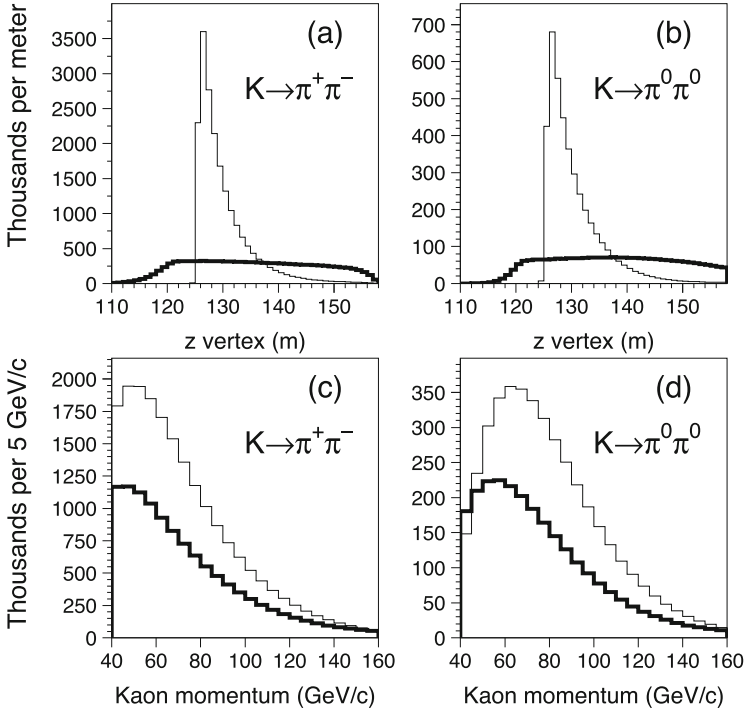 Thousands per meter
3500
3000
2500
2000
1500
1000
500
0
(a)
K→π⁺π⁻
110 120 130 140 150
z vertex (m)
700
600
500
400
300
200
100
0
(b)
K→π⁰π⁰
110 120 130 140 150
z vertex (m)
Thousands per 5 GeV/c
2000
1750
1500
1250
1000
750
500
250
0
(c)
K→π⁺π⁻
40 60 80 100 120 140 160
Kaon momentum (GeV/c)
350
300
250
200
150
100
50
0
(d)
K→π⁰π⁰
40 60 80 100 120 140 160
Kaon momentum (GeV/c)